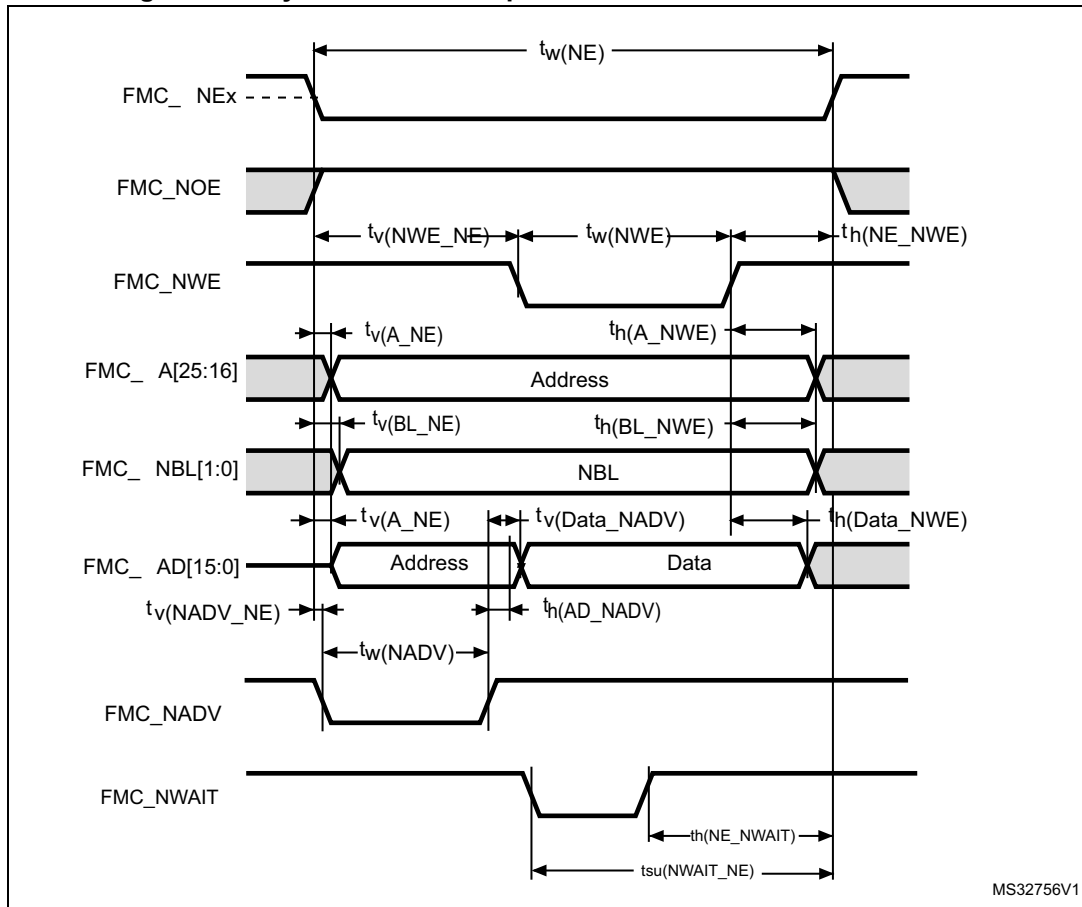 tw(NE)
FMC_ NEx
FMC_NOE
tv(NWE_NE) tw(NWE) th(NE_NWE)
FMC_NWE
tv(A_NE) th(A_NWE)
FMC_ A[25:16] Address
tv(BL_NE) th(BL_NWE)
FMC_ NBL[1:0] NBL
tv(A_NE) tv(Data_NADV) th(Data_NWE)
FMC_ AD[15:0] Address Data
tv(NADV_NE) th(AD_NADV)
tw(NADV)
FMC_NADV
FMC_NWAIT
th(NE_NWAIT)
tsu(NWAIT_NE)
MS32756V1